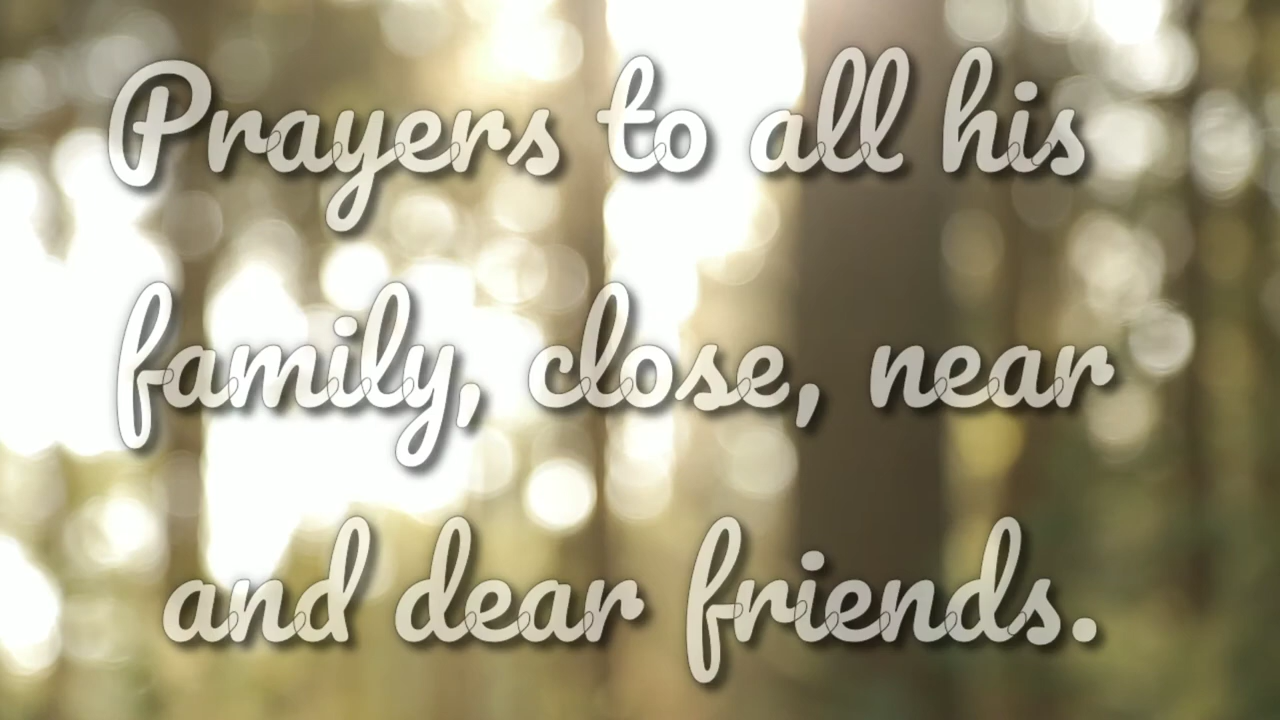 Prayers to all his
family, close, near
and dear friends.